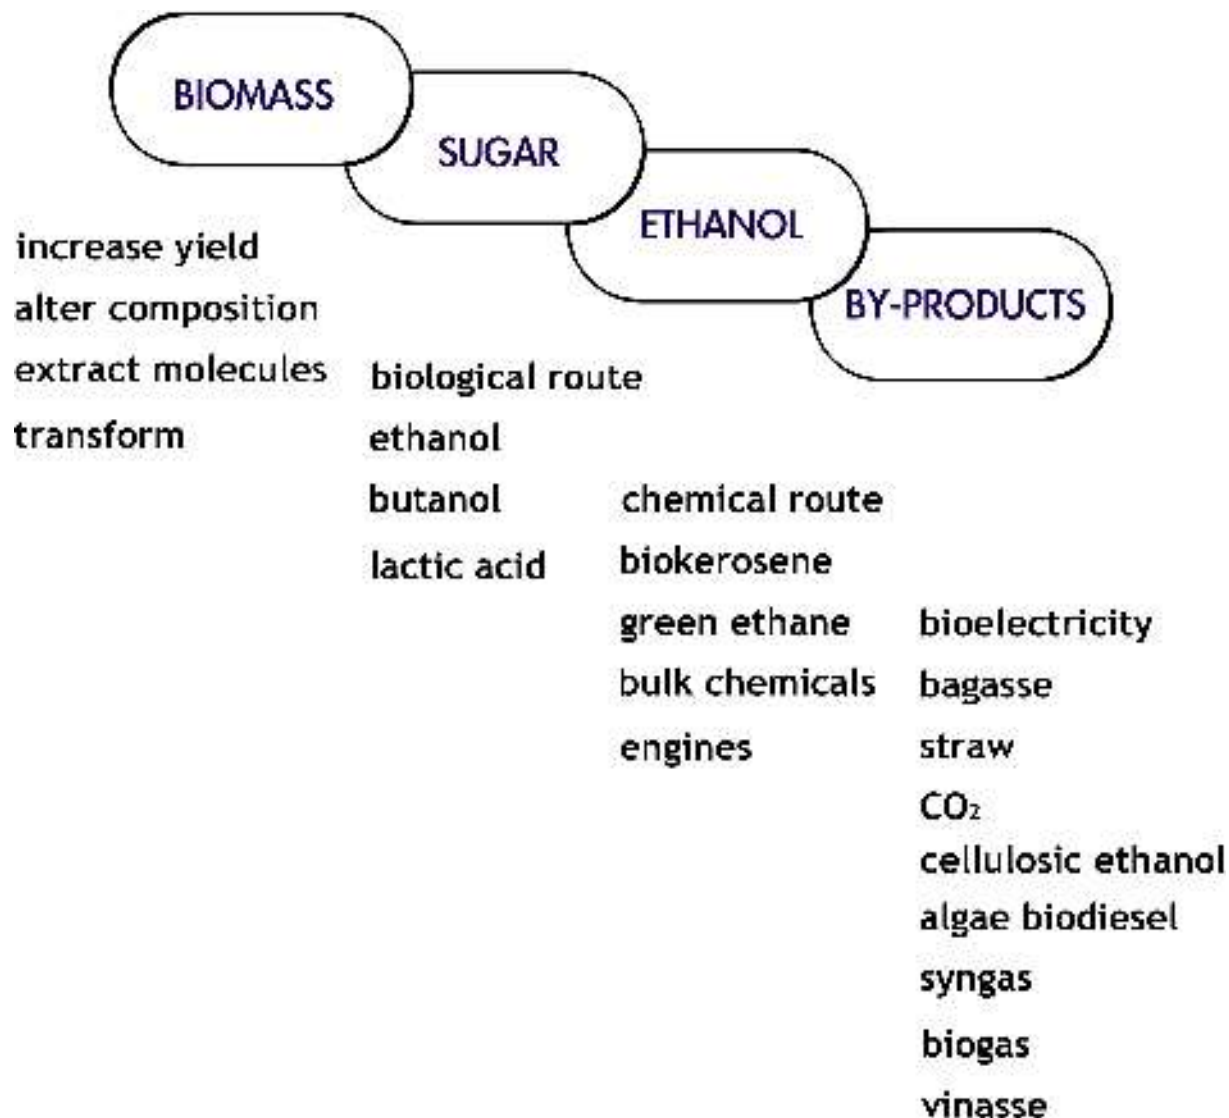 BIOMASS
SUGAR
ETHANOL
BY-PRODUCTS
increase yield
alter composition
extract molecules
transform
biological route
ethanol
butanol
lactic acid
chemical route
biokerosene
green ethane
bulk chemicals
engines
bioelectricity
bagasse
straw
CO₂
cellulosic ethanol
algae biodiesel
syngas
biogas
vinasse